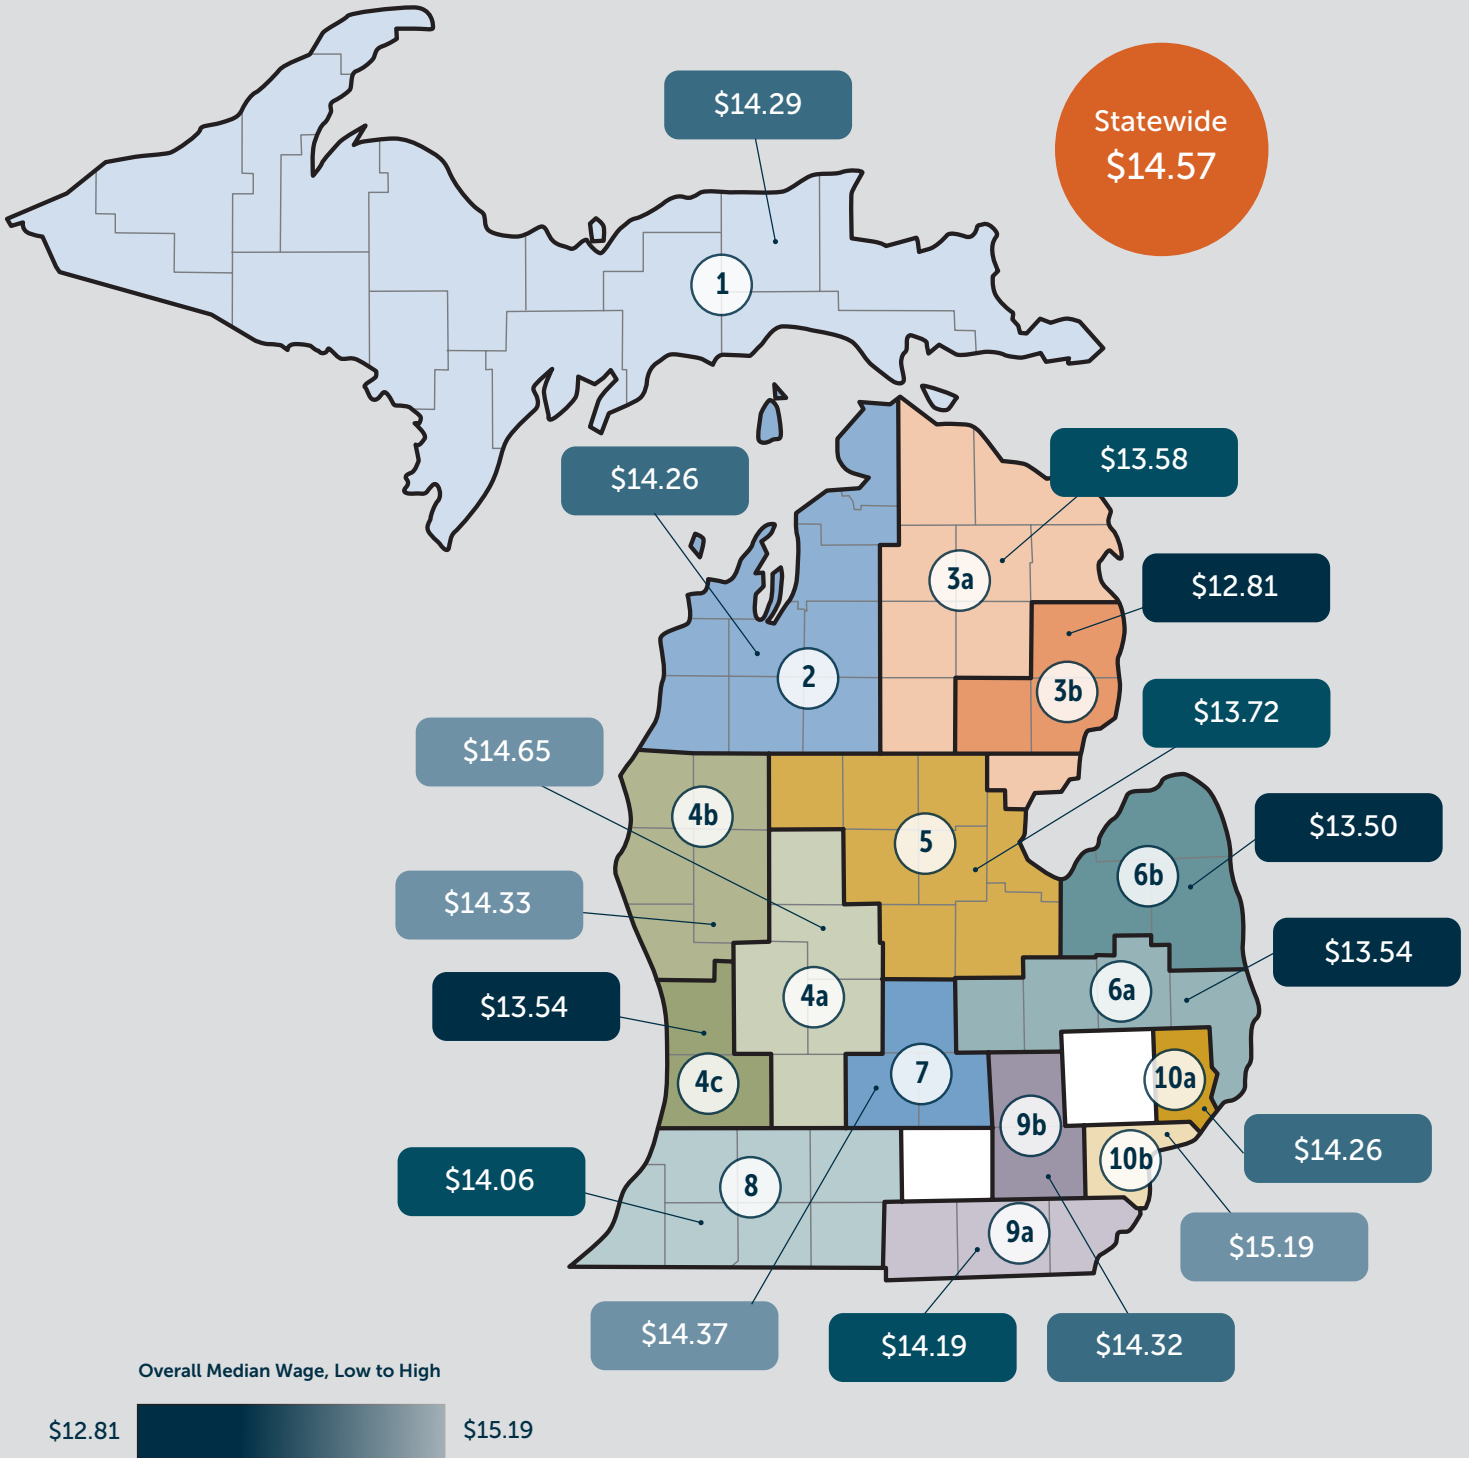 $14.29
Statewide
$14.57
1
$14.26
$13.58
3a
$12.81
2
3b
$13.72
$14.65
4b
5
$13.50
6b
$14.33
$13.54
6a
4a
$13.54
7
10a
4c
9b
$14.26
10b
$14.06
8
9a
$15.19
$14.37
$14.19
$14.32
Overall Median Wage, Low to High
$12.81
$15.19